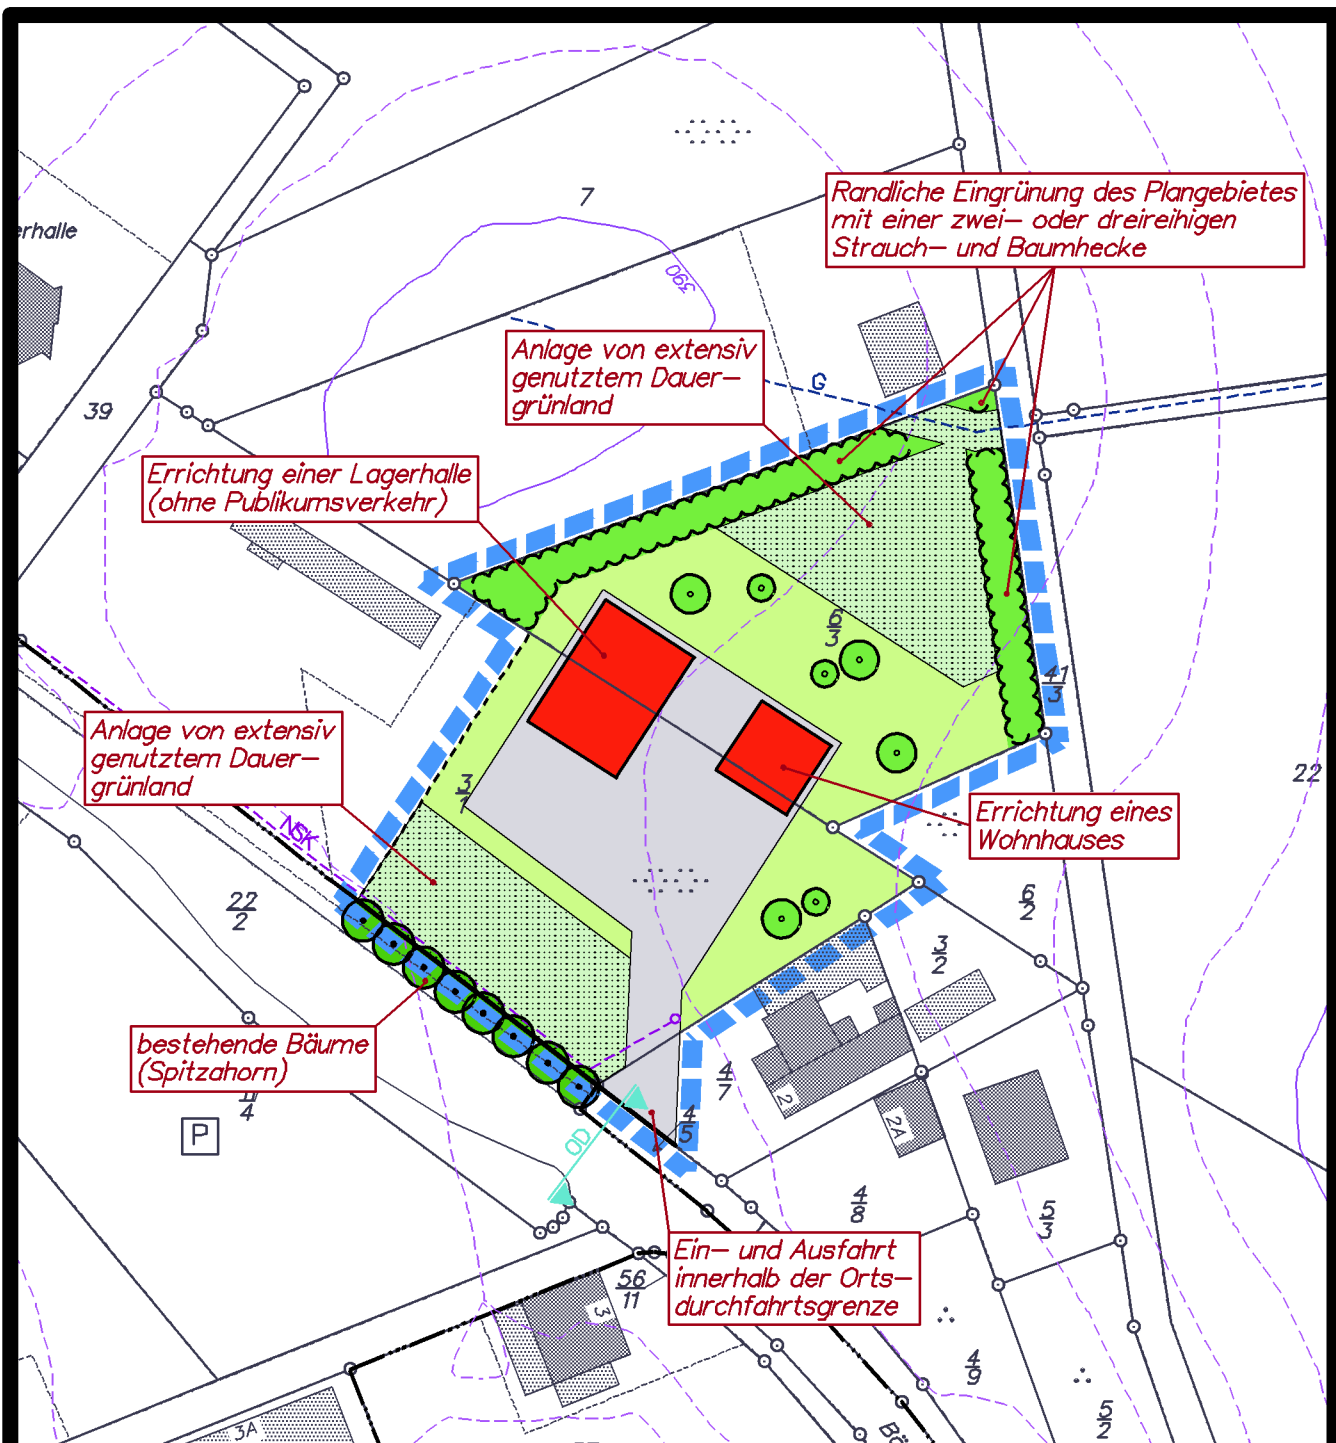 7
Randliche Eingrünung des Plangebietes
mit einer zwei- oder dreireihigen
Strauch- und Baumhecke
erhalle
390
Anlage von extensiv
genutztem Dauer-
grünland
G
39
Errichtung einer Lagerhalle
(ohne Publikumsverkehr)
6
3
41
3
Anlage von extensiv
genutztem Dauer-
grünland
3
1
22
Errichtung eines
Wohnhauses
NSK
22
2
6
2
3
2
bestehende Bäume
(Spitzahorn)
4
P
OD
4
7
4
5
2
2A
4
8
5
3
Ein- und Ausfahrt
innerhalb der Orts-
durchfahrtsgrenze
56
11
3
4
9
5
2
3A